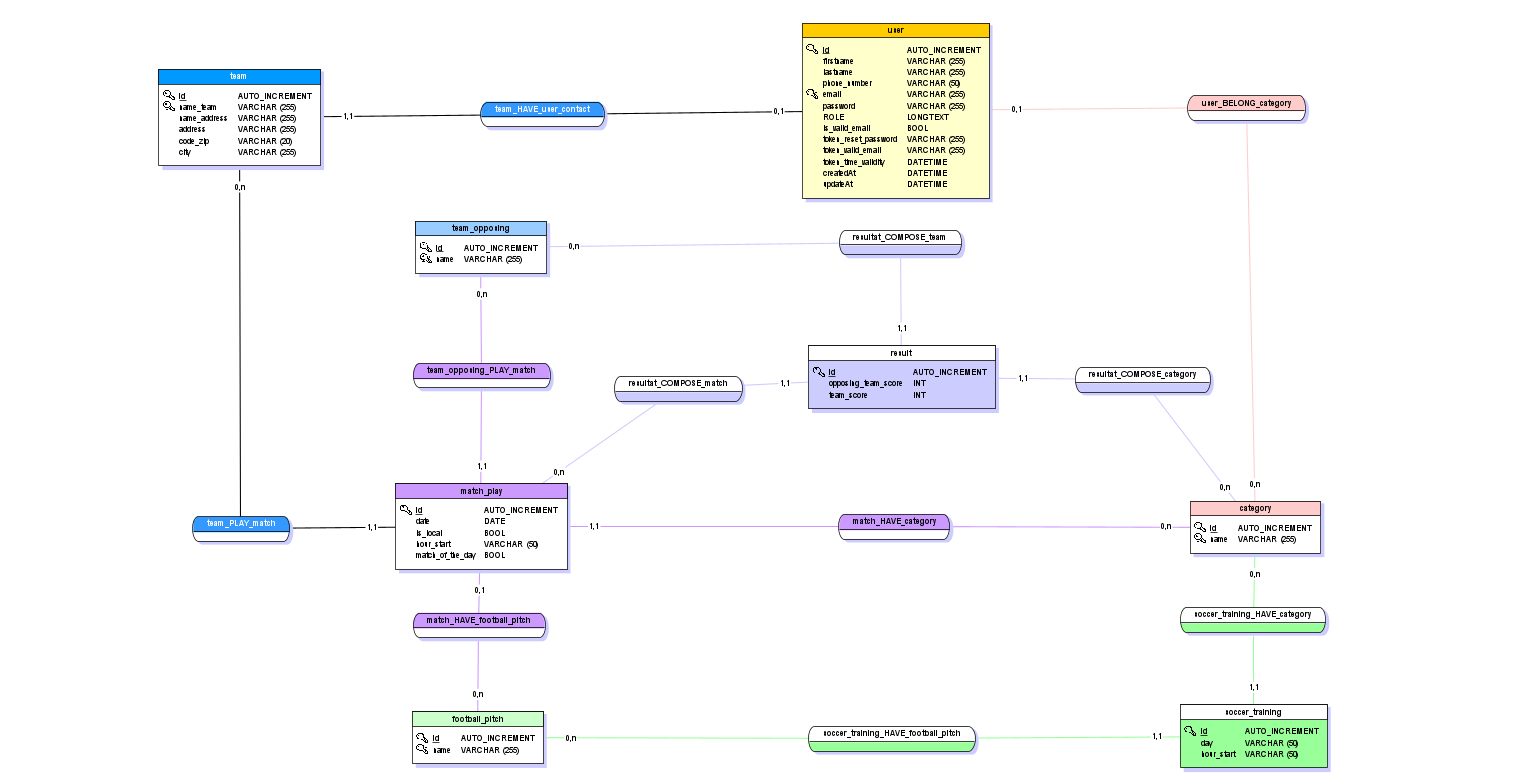 user
id AUTO_INCREMENT
firstname VARCHAR (255)
lastname VARCHAR (255)
phone_number VARCHAR (50)
email VARCHAR (255)
password VARCHAR (255)
ROLE LONGTEXT
is_valid_email BOOL
token_reset_password VARCHAR (255)
token_valid_email VARCHAR (255)
token_time_validity DATETIME
createdAt DATETIME
updateAt DATETIME
team
id AUTO_INCREMENT
name_team VARCHAR (255)
name_address VARCHAR (255)
address VARCHAR (255)
code_zip VARCHAR (20)
city VARCHAR (255)
1,1
team_HAVE_user_contact
0,1
0,1
user_BELONG_category
0,n
team_opposing
id AUTO_INCREMENT
name VARCHAR (255)
0,n
resultat_COMPOSE_team
0,n
1,1
result
id AUTO_INCREMENT
opposing_team_score INT
team_score INT
team_opposing_PLAY_match
resultat_COMPOSE_match
1,1
1,1
resultat_COMPOSE_category
1,1
0,n
0,n
0,n
match_play
id AUTO_INCREMENT
date DATE
is_local BOOL
hour_start VARCHAR (50)
match_of_the_day BOOL
team_PLAY_match
1,1
1,1
match_HAVE_category
0,n
category
id AUTO_INCREMENT
name VARCHAR (255)
0,1
0,n
match_HAVE_football_pitch
soccer_training_HAVE_category
0,n
1,1
football_pitch
id AUTO_INCREMENT
name VARCHAR (255)
0,n
soccer_training_HAVE_football_pitch
1,1
soccer_training
id AUTO_INCREMENT
day VARCHAR (50)
hour_start VARCHAR (50)